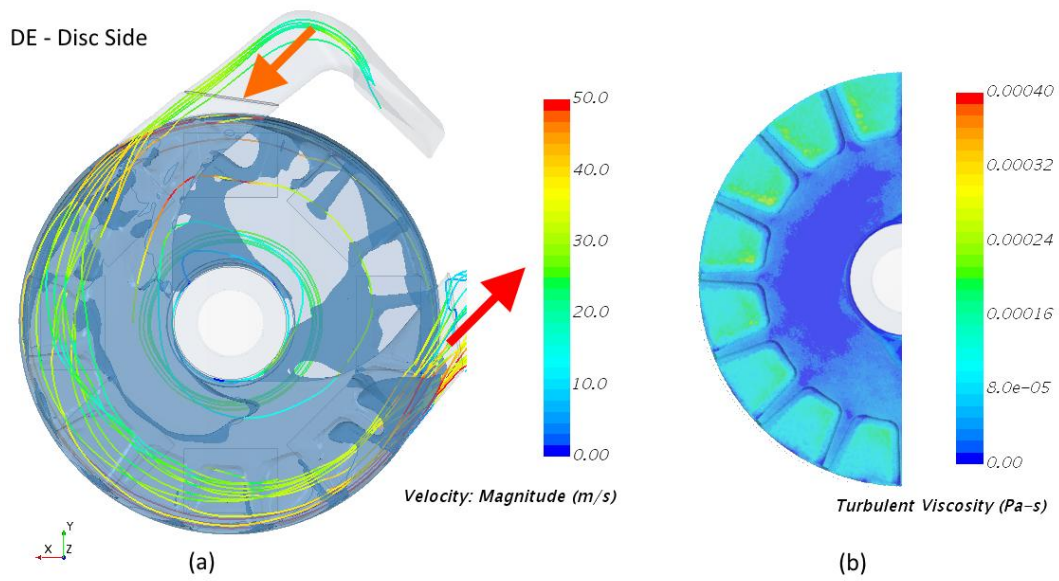 DE - Disc Side
50.0
40.0
30.0
20.0
10.0
0.00
Velocity: Magnitude (m/s)
Y
X
Z
(a)
0.00040
0.00032
0.00024
0.00016
8.0e-05
0.00
Turbulent Viscosity (Pa-s)
(b)